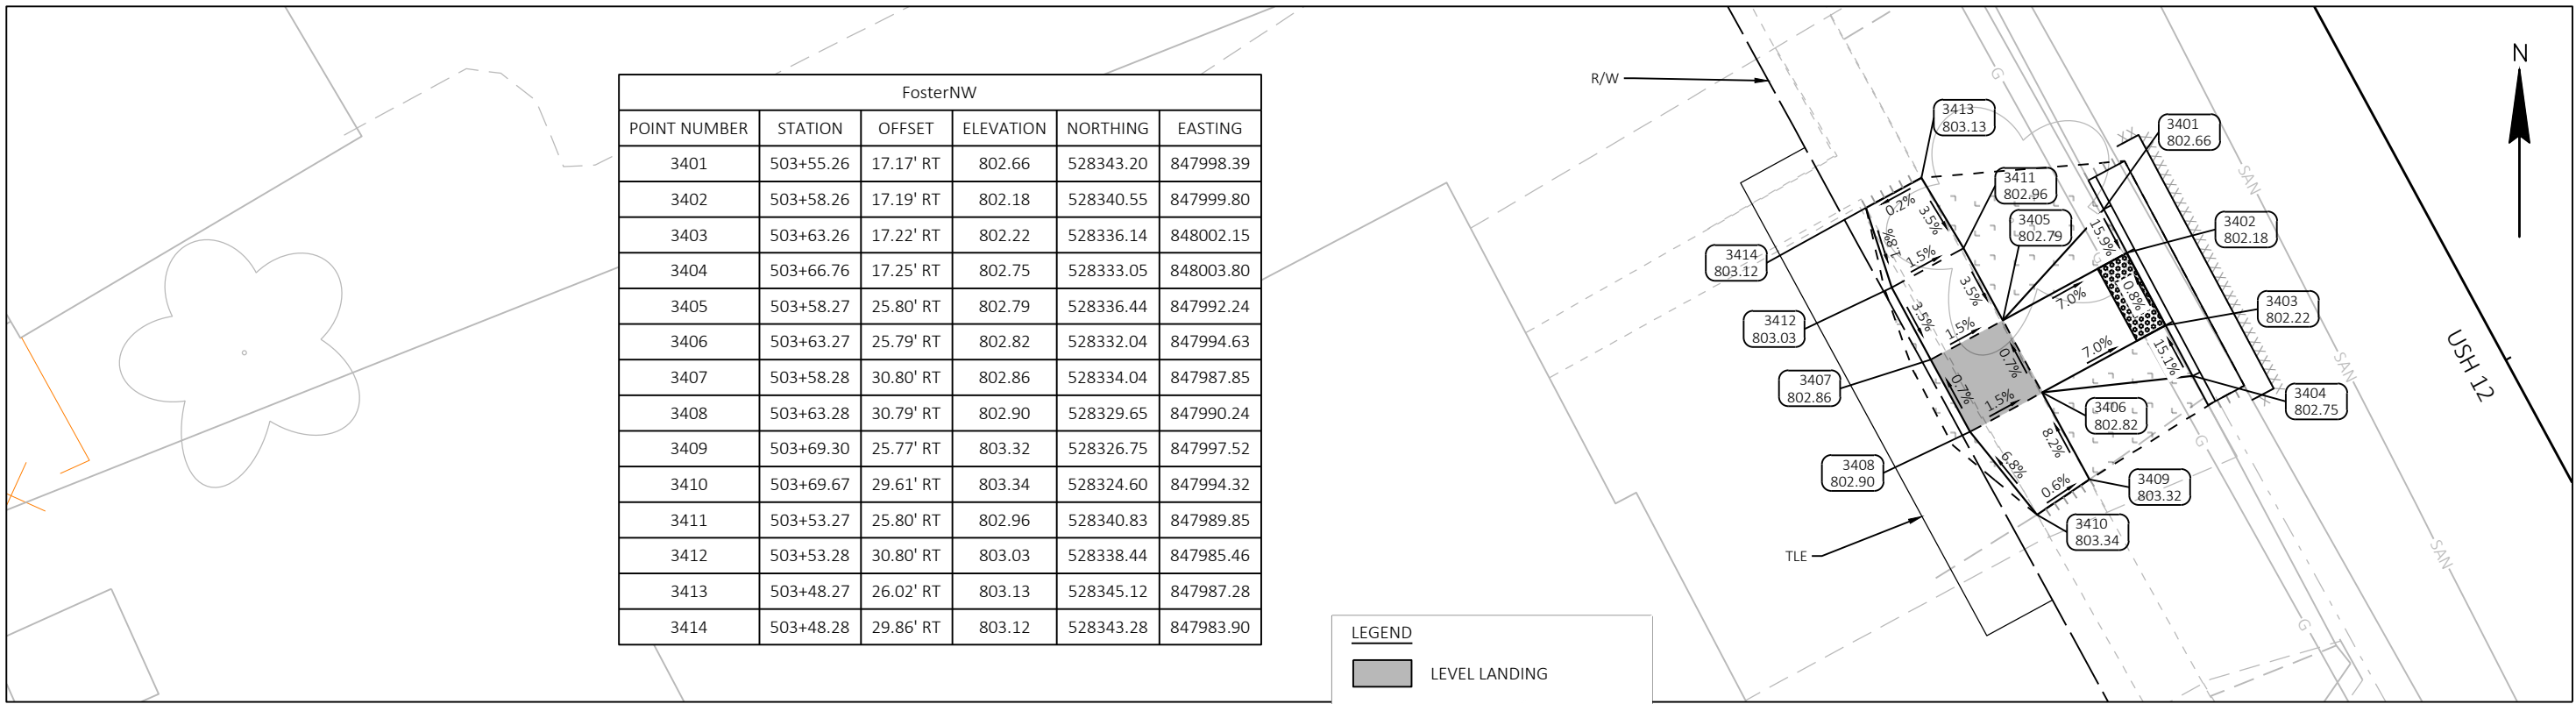 FosterNW
POINT NUMBER STATION OFFSET ELEVATION NORTHING EASTING
3401 503+55.26 17.17' RT 802.66 528343.20 847998.39
3402 503+58.26 17.19' RT 802.18 528340.55 847999.80
3403 503+63.26 17.22' RT 802.22 528336.14 848002.15
3404 503+66.76 17.25' RT 802.75 528333.05 848003.80
3405 503+58.27 25.80' RT 802.79 528336.44 847992.24
3406 503+63.27 25.79' RT 802.82 528332.04 847994.63
3407 503+58.28 30.80' RT 802.86 528334.04 847987.85
3408 503+63.28 30.79' RT 802.90 528329.65 847990.24
3409 503+69.30 25.77' RT 803.32 528326.75 847997.52
3410 503+69.67 29.61' RT 803.34 528324.60 847994.32
3411 503+53.27 25.80' RT 802.96 528340.83 847989.85
3412 503+53.28 30.80' RT 803.03 528338.44 847985.46
3413 503+48.27 26.02' RT 803.13 528345.12 847987.28
3414 503+48.28 29.86' RT 803.12 528343.28 847983.90
LEGEND
LEVEL LANDING
R/W
TLE
N
USH 12
3413
803.13
3401
802.66
3411
802.96
3405
802.79
3402
802.18
3414
803.12
3403
802.22
3412
803.03
3407
802.86
3404
802.75
3406
802.82
3408
802.90
3409
803.32
3410
803.34
0.2%
3.5%
1.8%
1.5%
15.9%
3.5%
7.0%
0.8%
3.5%
1.5%
0.7%
7.0%
15.1%
0.7%
1.5%
8.2%
6.8%
0.6%
G
G
G
G
SAN
SAN
SAN